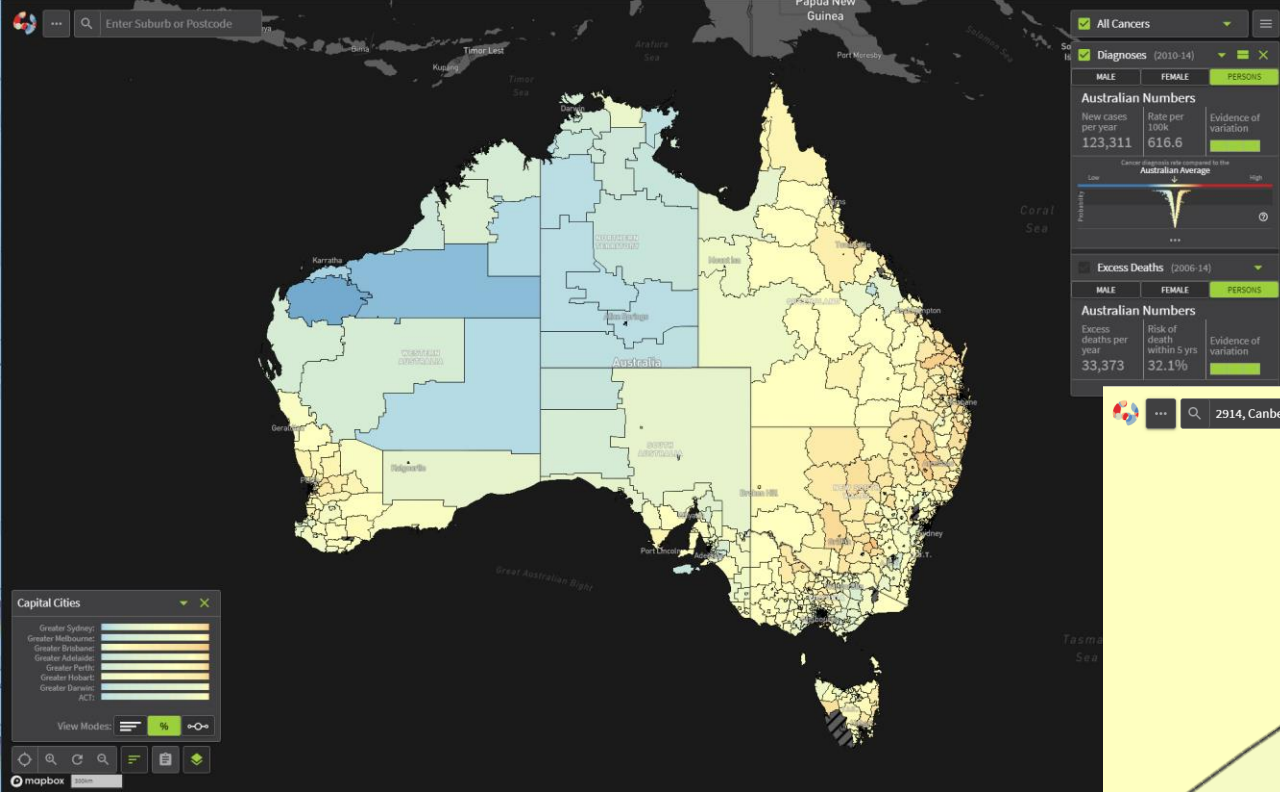 Enter Suburb or Postcode
Papua New
Guinea
Bima
Timor Leste
Kupang
Timor
Sea
Arafura
Sea
Port Moresby
Solomon Sea
Darwin
Coral
Sea
Karratha
NORTHERN
TERRITORY
Mount Isa
Alice Springs
WESTERN
AUSTRALIA
Australia
SOUTH
AUSTRALIA
Kalgoorlie
Broken Hill
Port Lincoln
Great Australian Bight
Sea
All Cancers
Diagnoses (2010-14)
MALE FEMALE PERSONS
Australian Numbers
New cases per year
123,311
Rate per 100k
616.6
Evidence of variation
Cancer diagnosis rate compared to the
Australian Average
Low High
Probability
Excess Deaths (2006-14)
MALE FEMALE PERSONS
Australian Numbers
Excess deaths per year
33,373
Risk of death within 5 yrs
32.1%
Evidence of variation
2914, Canbe
Capital Cities
Greater Sydney:
Greater Melbourne:
Greater Brisbane:
Greater Adelaide:
Greater Perth:
Greater Hobart:
Greater Darwin:
ACT:
View Modes: %
mapbox
300km